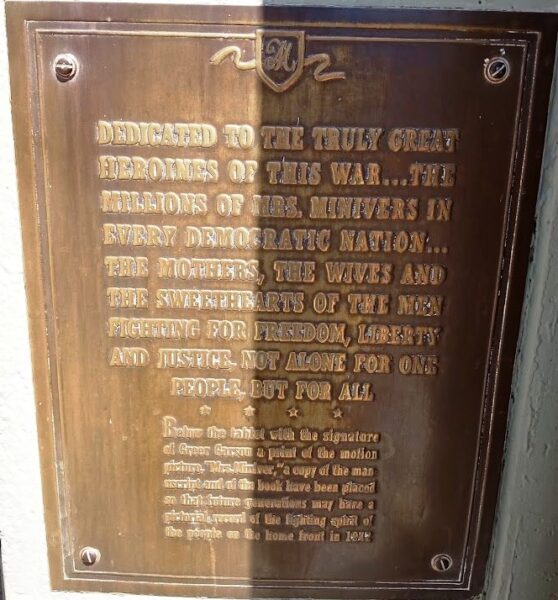 M
DEDICATED TO THE TRULY GREAT
HEROINES OF THIS WAR...THE
MILLIONS OF MRS. MINIVERS IN
EVERY DEMOCRATIC NATION...
THE MOTHERS, THE WIVES AND
THE SWEETHEARTS OF THE MEN
FIGHTING FOR FREEDOM, LIBERTY
AND JUSTICE, NOT ALONE FOR ONE
PEOPLE, BUT FOR ALL
Below the tablet with the signature
of Greer Garson a print of the motion
picture, "Mrs. Miniver," a copy of the man
uscript and of the book have been placed
so that future generations may have a
pictorial record of the fighting spirit of
the people on the home front in 1942